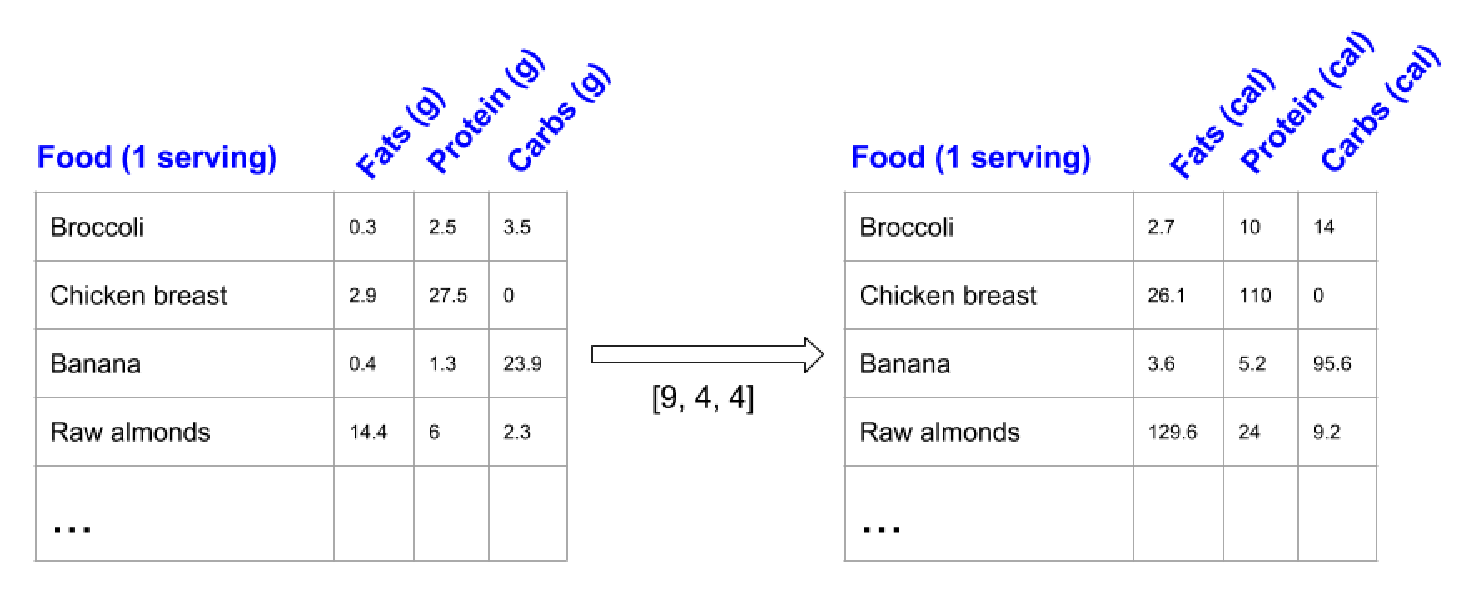 Food (1 serving) Fats (g) Protein (g) Carbs (g)
Broccoli 0.3 2.5 3.5
Chicken breast 2.9 27.5 0
Banana 0.4 1.3 23.9
Raw almonds 14.4 6 2.3
...
[9, 4, 4]
Food (1 serving) Fats (cal) Protein (cal) Carbs (cal)
Broccoli 2.7 10 14
Chicken breast 26.1 110 0
Banana 3.6 5.2 95.6
Raw almonds 129.6 24 9.2
...